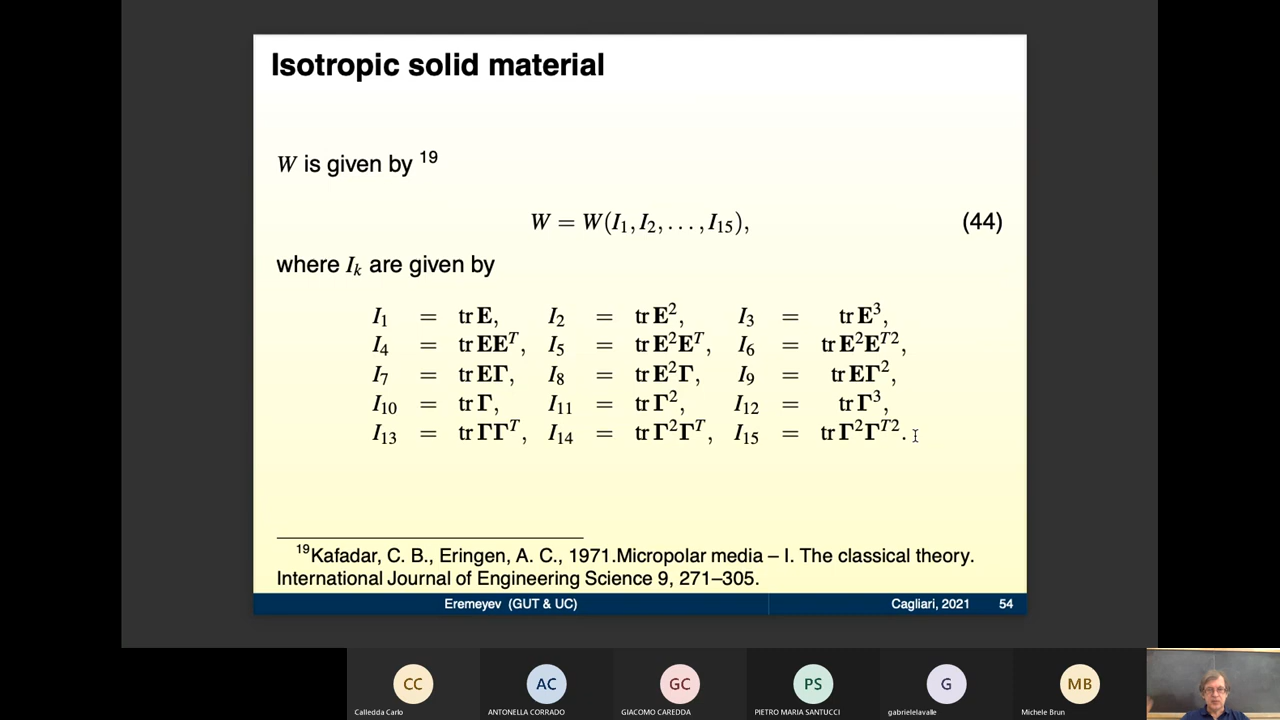 Isotropic solid material
W is given by 19
W = W(I₁, I₂, . . . , I₁₅), (44)
where Iₖ are given by
I₁ = tr E, I₂ = tr E², I₃ = tr E³,
I₄ = tr EEᵀ, I₅ = tr E²Eᵀ, I₆ = tr E²Eᵀ²,
I₇ = tr EΓ, I₈ = tr E²Γ, I₉ = tr EΓ²,
I₁₀ = tr Γ, I₁₁ = tr Γ², I₁₂ = tr Γ³,
I₁₃ = tr ΓΓᵀ, I₁₄ = tr Γ²Γᵀ, I₁₅ = tr Γ²Γᵀ².
19Kafadar, C. B., Eringen, A. C., 1971.Micropolar media – I. The classical theory.
International Journal of Engineering Science 9, 271–305.
Eremeyev (GUT & UC) Cagliari, 2021 54
CC AC GC PS G MB
Calledda Carlo ANTONELLA CORRADO GIACOMO CAREDDA PIETRO MARIA SANTUCCI gabrielelavalle Michele Brun